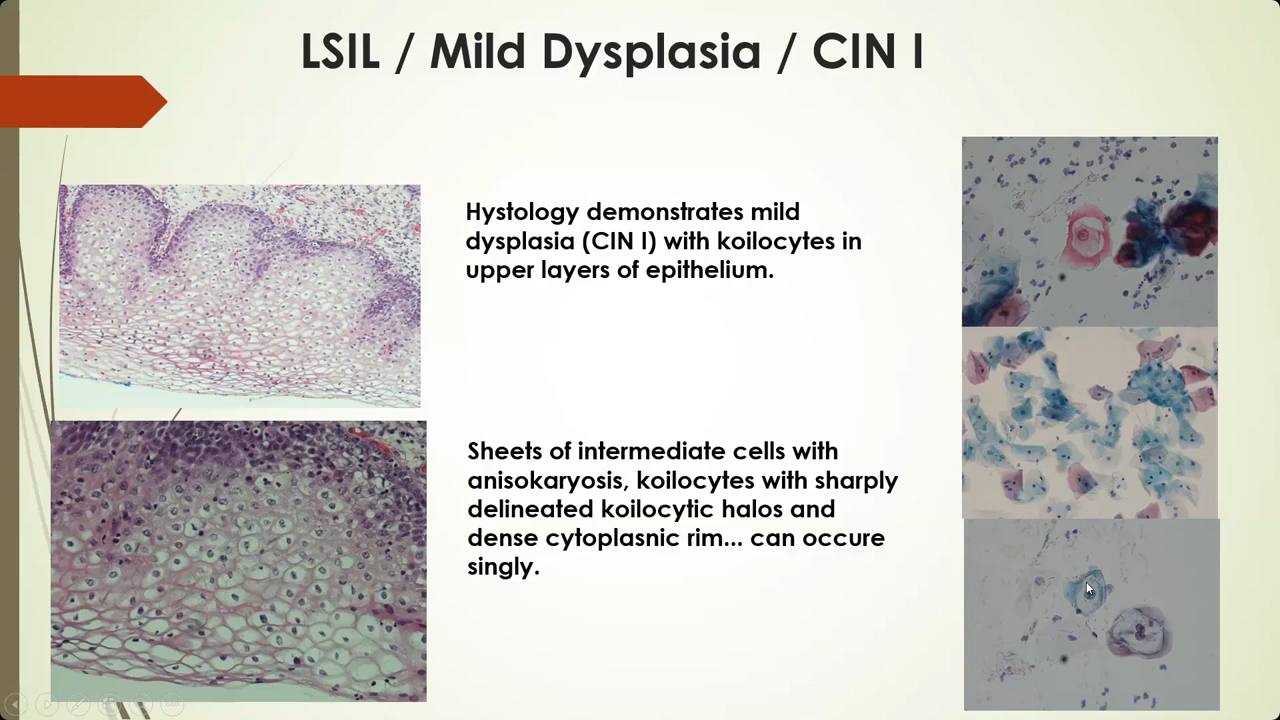 LSIL / Mild Dysplasia / CIN I
Hystology demonstrates mild
dysplasia (CIN I) with koilocytes in
upper layers of epithelium.
Sheets of intermediate cells with
anisokaryosis, koilocytes with sharply
delineated koilocytic halos and
dense cytoplasnic rim... can occure
singly.